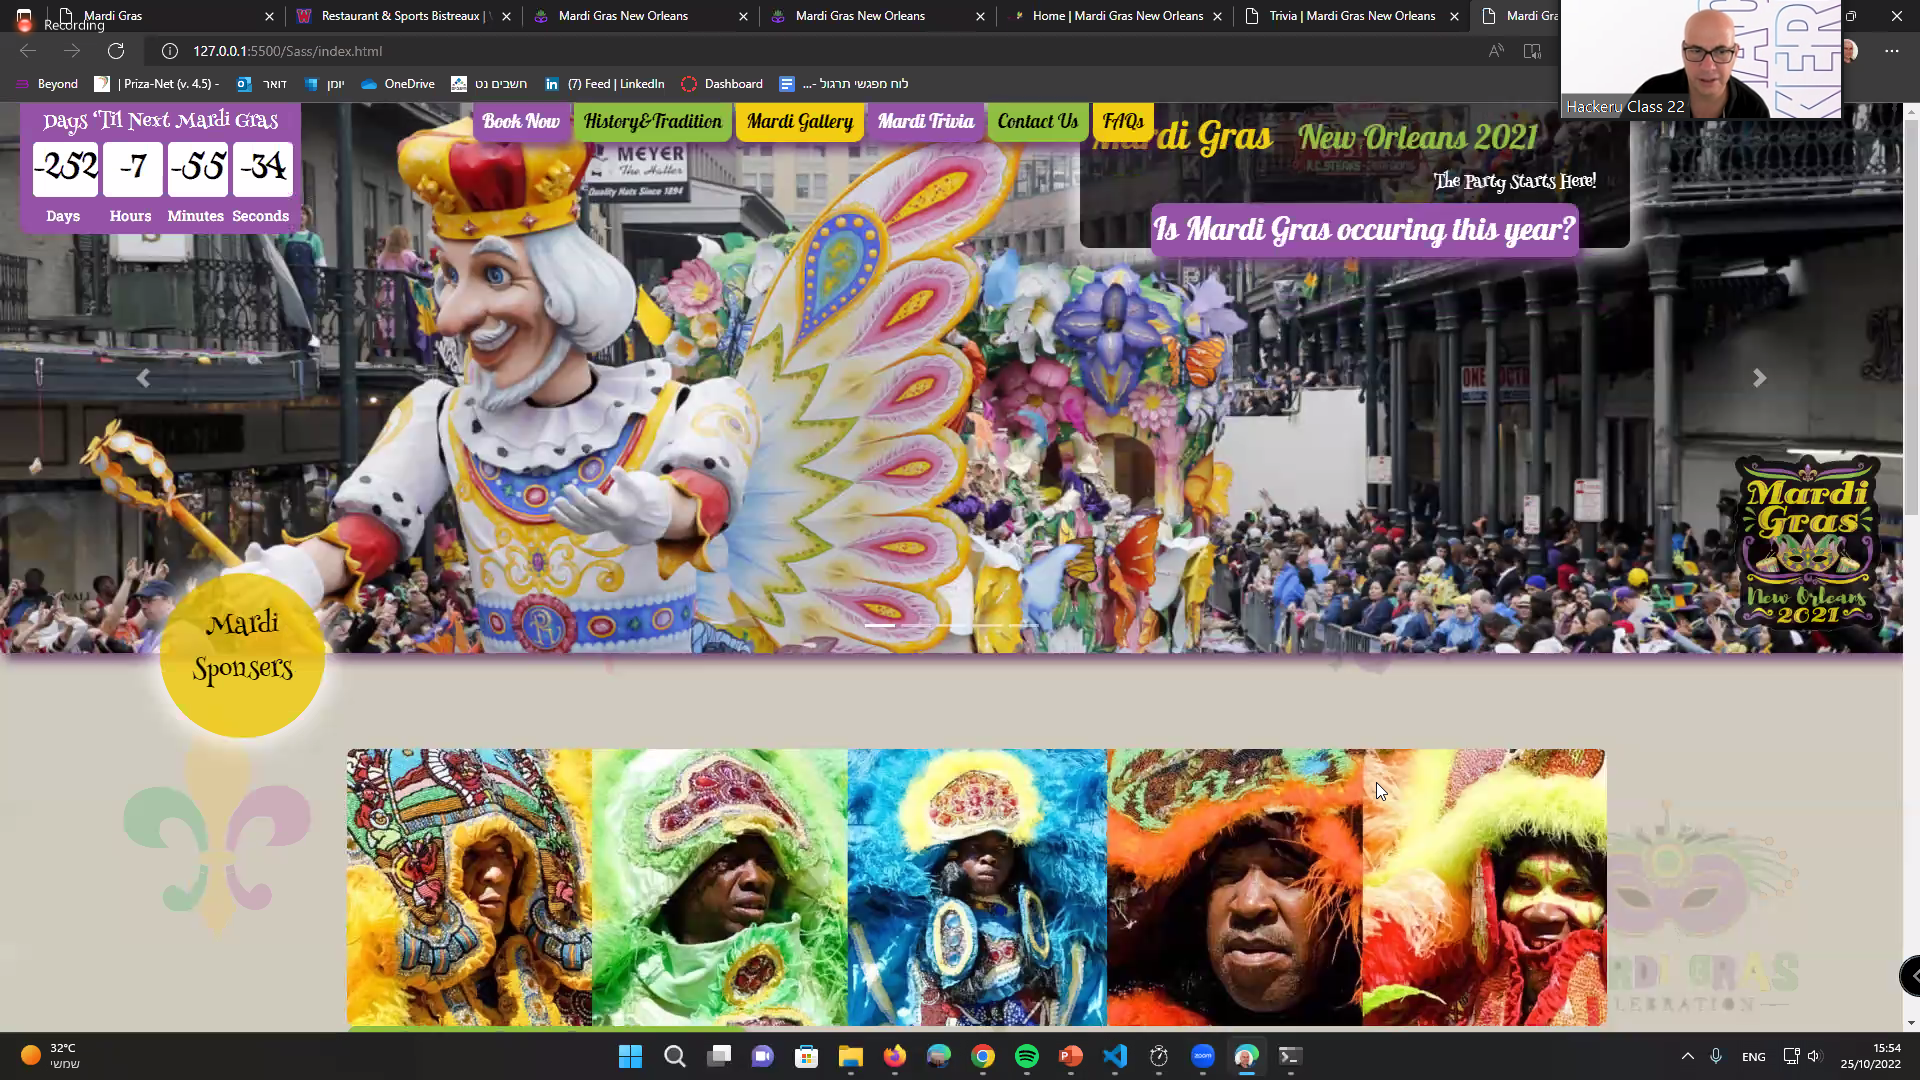 Recording
Mardi Gras
Restaurant & Sports Bistreaux |
Mardi Gras New Orleans
Mardi Gras New Orleans
Home | Mardi Gras New Orleans
Trivia | Mardi Gras New Orleans
Mardi Gra
127.0.0.1:5500/Sass/index.html
Beyond
| Priza-Net (v. 4.5) -
דואר
יומן
OneDrive
חשבים נט
(7) Feed | LinkedIn
Dashboard
לוח מפגשי תרגול -...
Hackeru Class 22
Days 'Til Next Mardi Gras
-252
-7
-55
-34
Days
Hours
Minutes
Seconds
Book Now
History&Tradition
Mardi Gallery
Mardi Trivia
Contact Us
FAQs
Mardi Gras New Orleans 2021
The Party Starts Here!
Is Mardi Gras occuring this year?
MEYER
The Hatter
Quality Hats Since 1894
Mardi
Gras
New Orleans
2021
Mardi
Sponsers
32°C
שמשי
ENG
15:54
25/10/2022